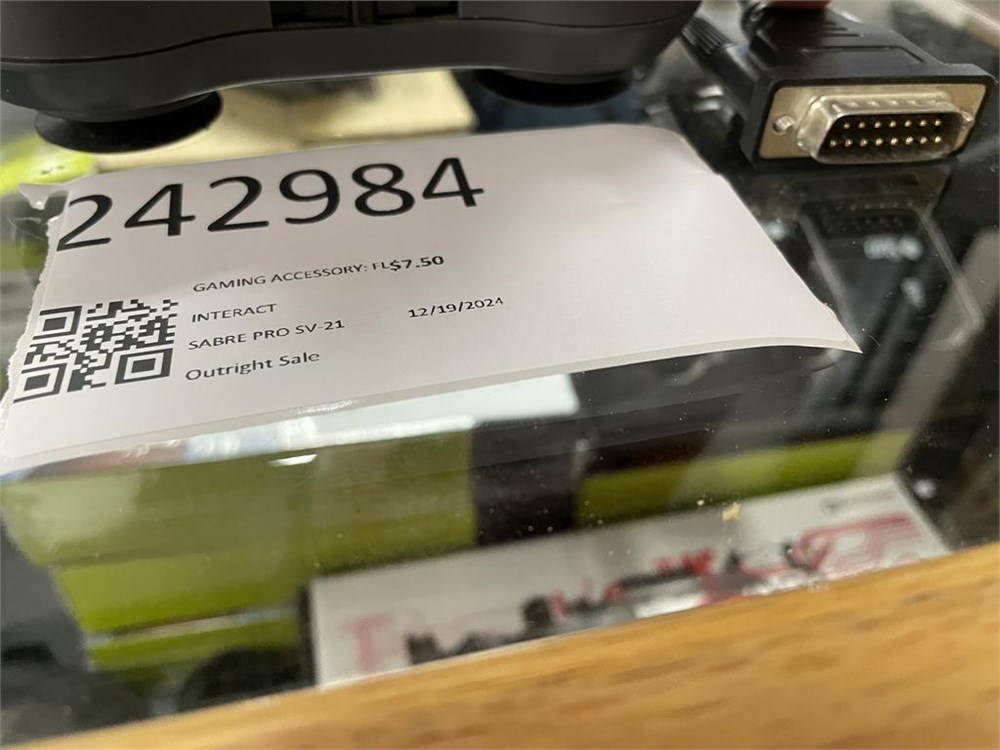 242984
GAMING ACCESSORY: FL$7.50
INTERACT
12/19/2024
SABRE PRO SV-21
Outright Sale